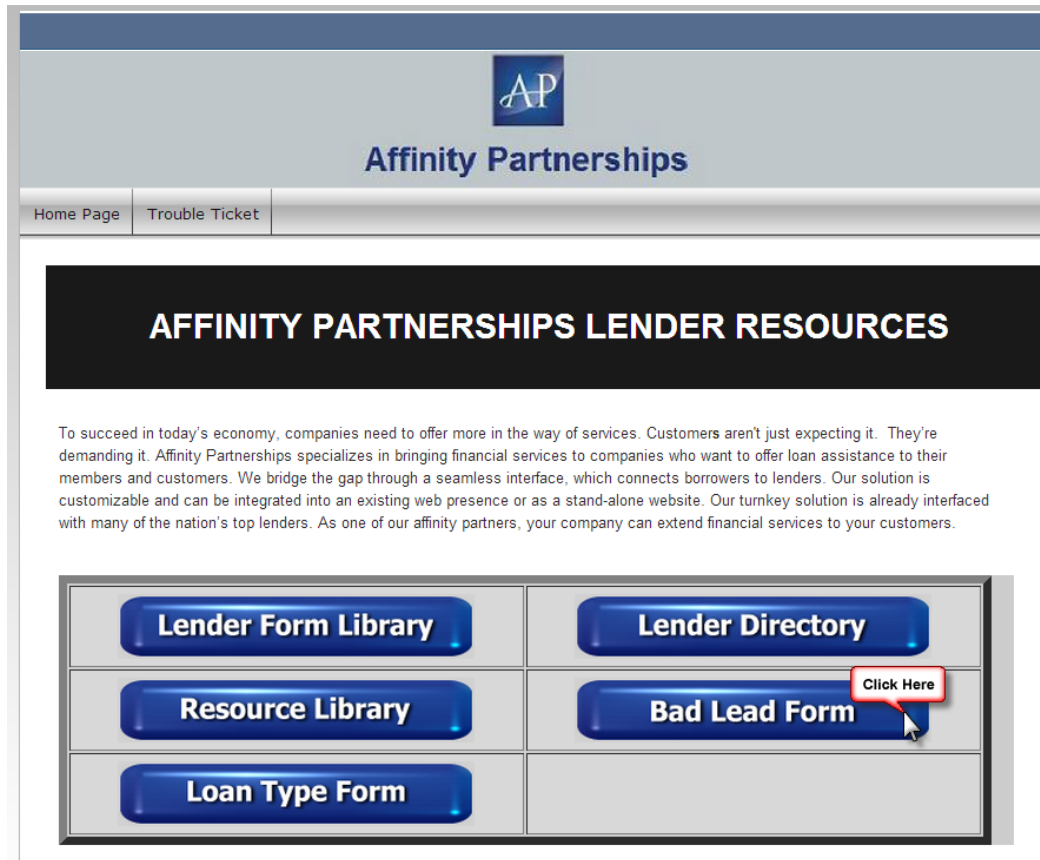 AP
Affinity Partnerships
Home Page Trouble Ticket
AFFINITY PARTNERSHIPS LENDER RESOURCES
To succeed in today's economy, companies need to offer more in the way of services. Customers aren't just expecting it.  They're
demanding it. Affinity Partnerships specializes in bringing financial services to companies who want to offer loan assistance to their
members and customers. We bridge the gap through a seamless interface, which connects borrowers to lenders. Our solution is
customizable and can be integrated into an existing web presence or as a stand-alone website. Our turnkey solution is already interfaced
with many of the nation's top lenders. As one of our affinity partners, your company can extend financial services to your customers.
Lender Form Library Lender Directory
Click Here
Resource Library Bad Lead Form
Loan Type Form